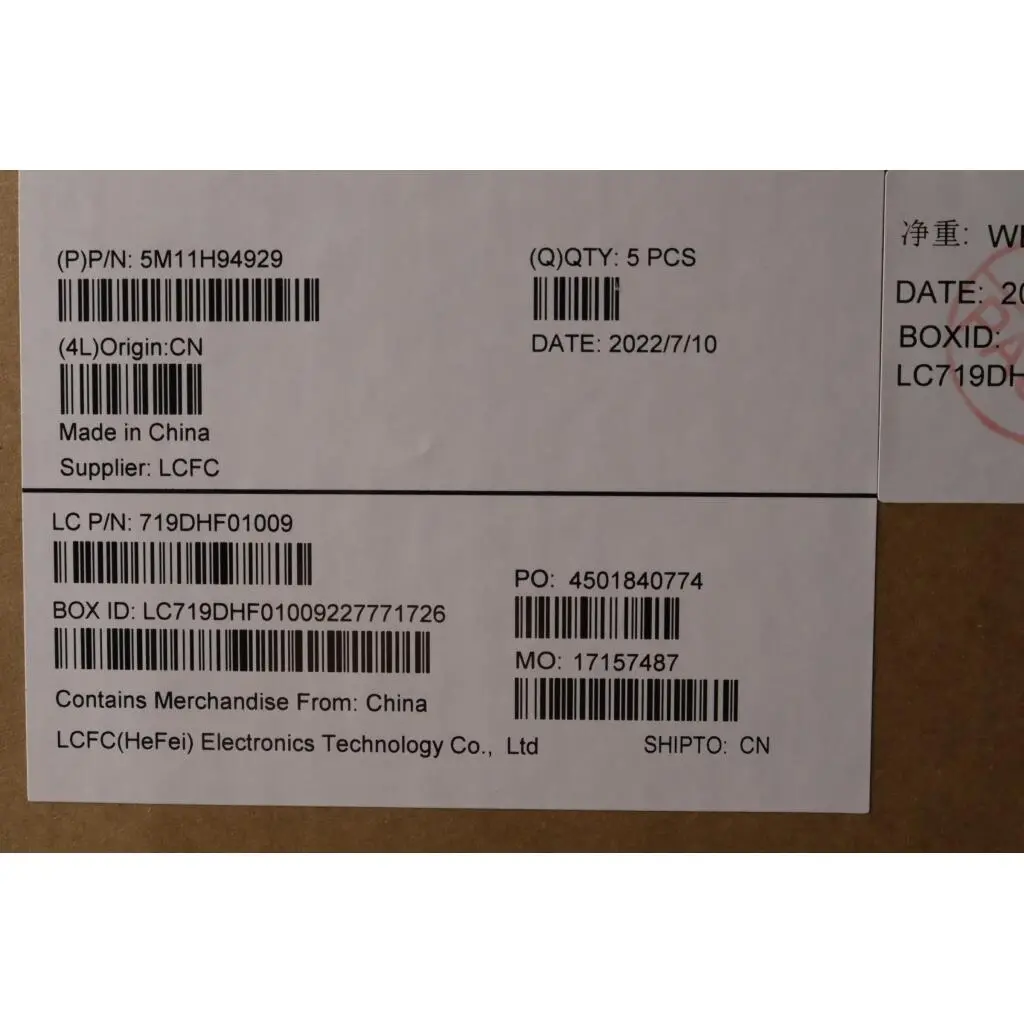 (P)P/N: 5M11H94929
(Q)QTY: 5 PCS
(4L)Origin:CN
DATE: 2022/7/10
Made in China
Supplier: LCFC
LC P/N: 719DHF01009
PO: 4501840774
BOX ID: LC719DHF01009227771726
MO: 17157487
Contains Merchandise From: China
LCFC(HeFei) Electronics Technology Co., Ltd
SHIPTO: CN
净重:
DATE: 20
BOXID:
LC719DH